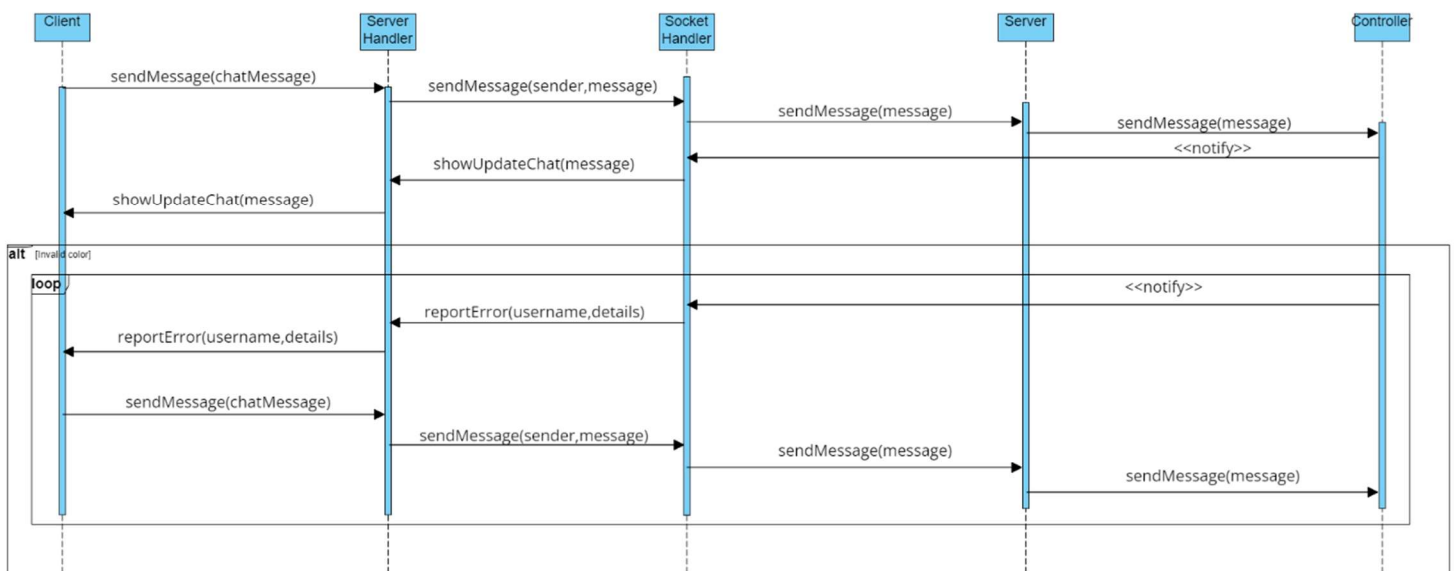 Client
Server
Handler
Socket
Handler
Server
Controller
sendMessage(chatMessage)
sendMessage(sender,message)
sendMessage(message)
sendMessage(message)
<<notify>>
showUpdateChat(message)
showUpdateChat(message)
alt [Invalid color]
loop
<<notify>>
reportError(username,details)
reportError(username,details)
sendMessage(chatMessage)
sendMessage(sender,message)
sendMessage(message)
sendMessage(message)